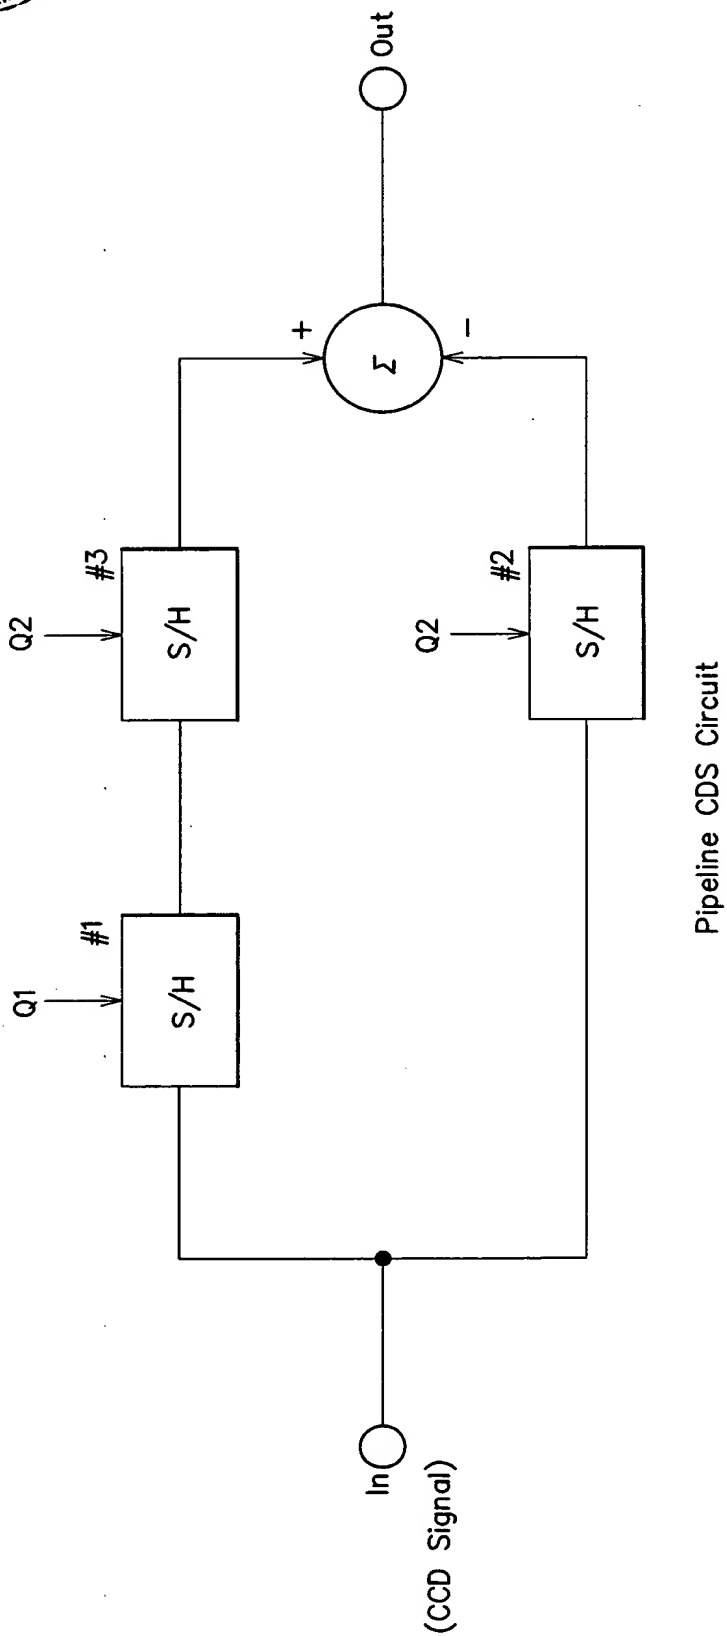 Q1
#1
S/H
Q2
#3
S/H
+
Σ
−
Out
In
(CCD Signal)
Q2
#2
S/H
Pipeline CDS Circuit